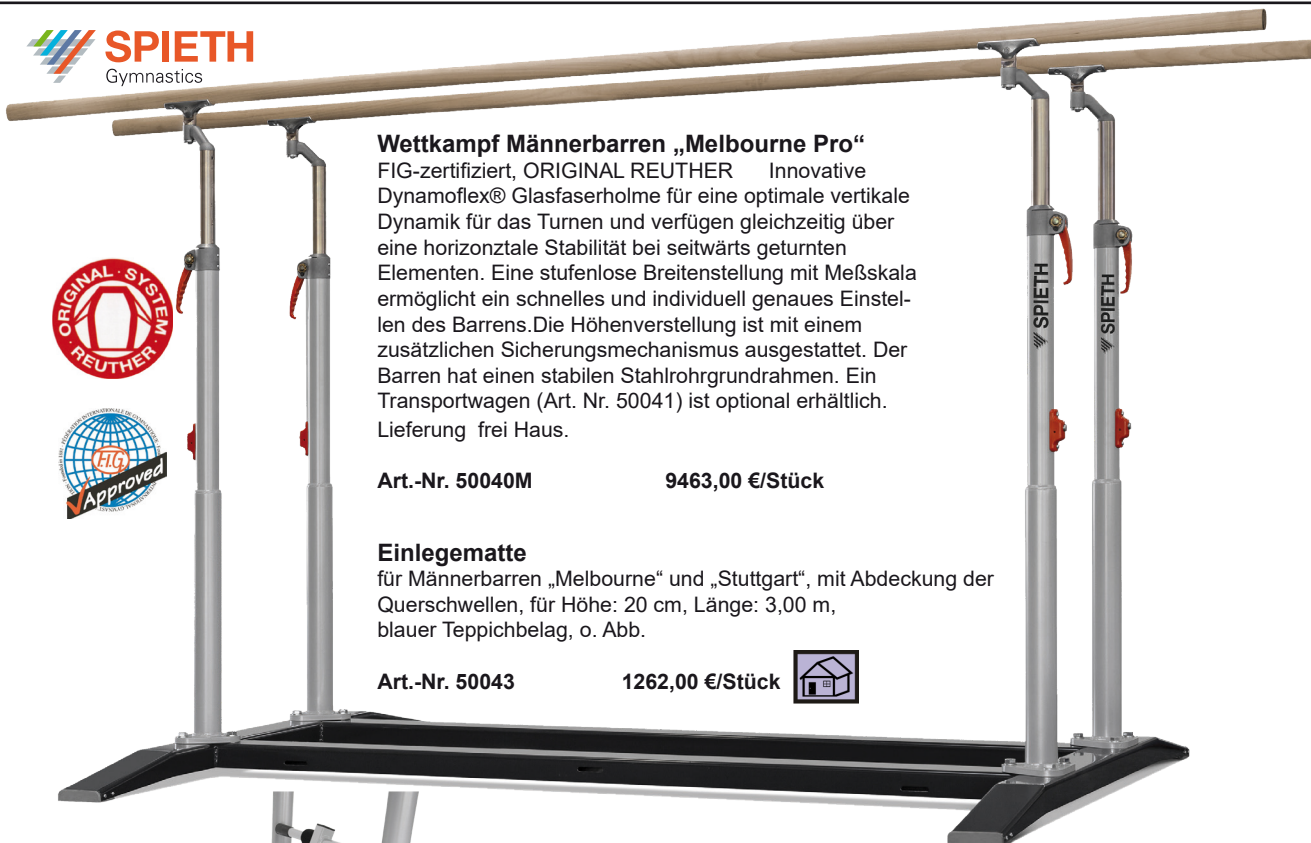 SPIETH
Gymnastics
Wettkampf Männerbarren „Melbourne Pro“
FIG-zertifiziert, ORIGINAL REUTHER Innovative
Dynamoflex® Glasfaserholme für eine optimale vertikale
Dynamik für das Turnen und verfügen gleichzeitig über
eine horizonztale Stabilität bei seitwärts geturnten
Elementen. Eine stufenlose Breitenstellung mit Meßskala
ermöglicht ein schnelles und individuell genaues Einstel-
len des Barrens.Die Höhenverstellung ist mit einem
zusätzlichen Sicherungsmechanismus ausgestattet. Der
Barren hat einen stabilen Stahlrohrgrundrahmen. Ein
Transportwagen (Art. Nr. 50041) ist optional erhältlich.
Lieferung frei Haus.
Art.-Nr. 50040M 9463,00 €/Stück
Einlegematte
für Männerbarren „Melbourne“ und „Stuttgart“, mit Abdeckung der
Querschwellen, für Höhe: 20 cm, Länge: 3,00 m,
blauer Teppichbelag, o. Abb.
Art.-Nr. 50043 1262,00 €/Stück
ORIGINAL · SYSTEM · REUTHER ·
F.I.G.
Approved
SPIETH
SPIETH